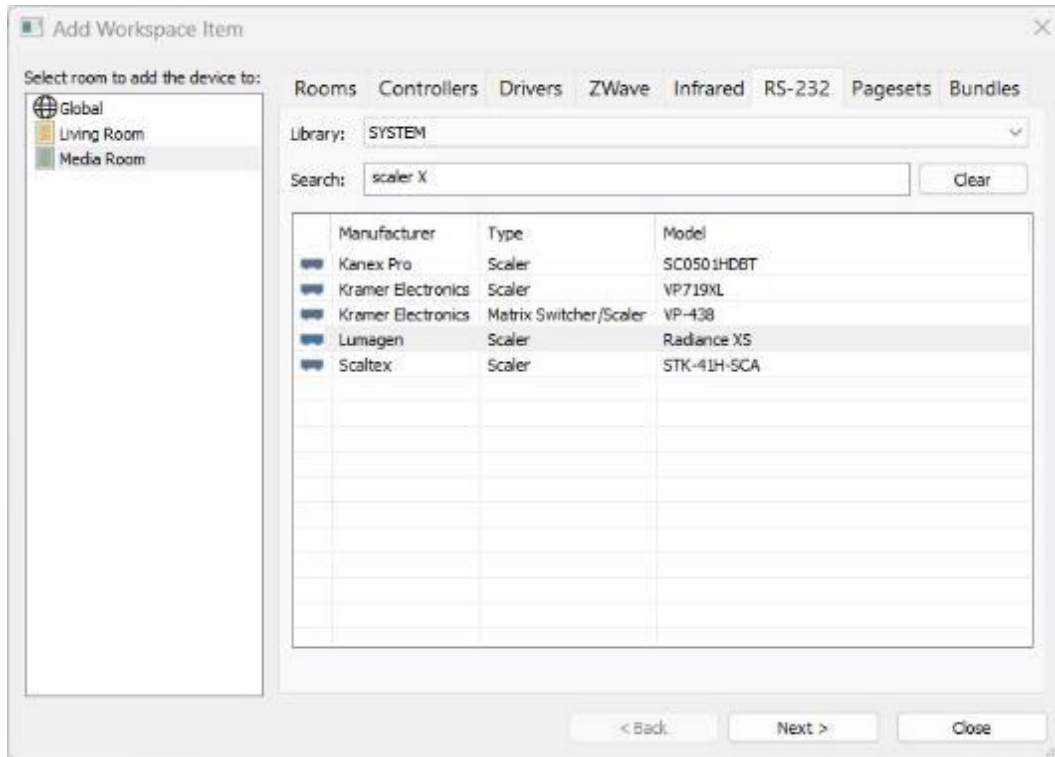 Add Workspace Item
Select room to add the device to:
Global
Living Room
Media Room
Rooms Controllers Drivers ZWave Infrared RS-232 Pagesets Bundles
Library: SYSTEM
Search: scaler X Clear
Manufacturer Type Model
Kanex Pro Scaler SC0501HDBT
Kramer Electronics Scaler VP719XL
Kramer Electronics Matrix Switcher/Scaler VP-438
Lumagen Scaler Radiance XS
Scaltex Scaler STK-41H-SCA
< Back Next > Close